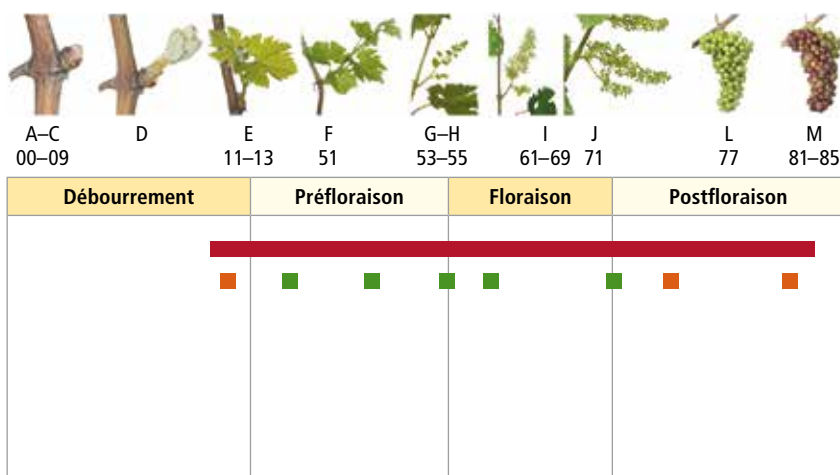 A–C D E F G–H I J L M
00–09 11–13 51 53–55 61–69 71 77 81–85
Débourrement Préfloraison Floraison Postfloraison